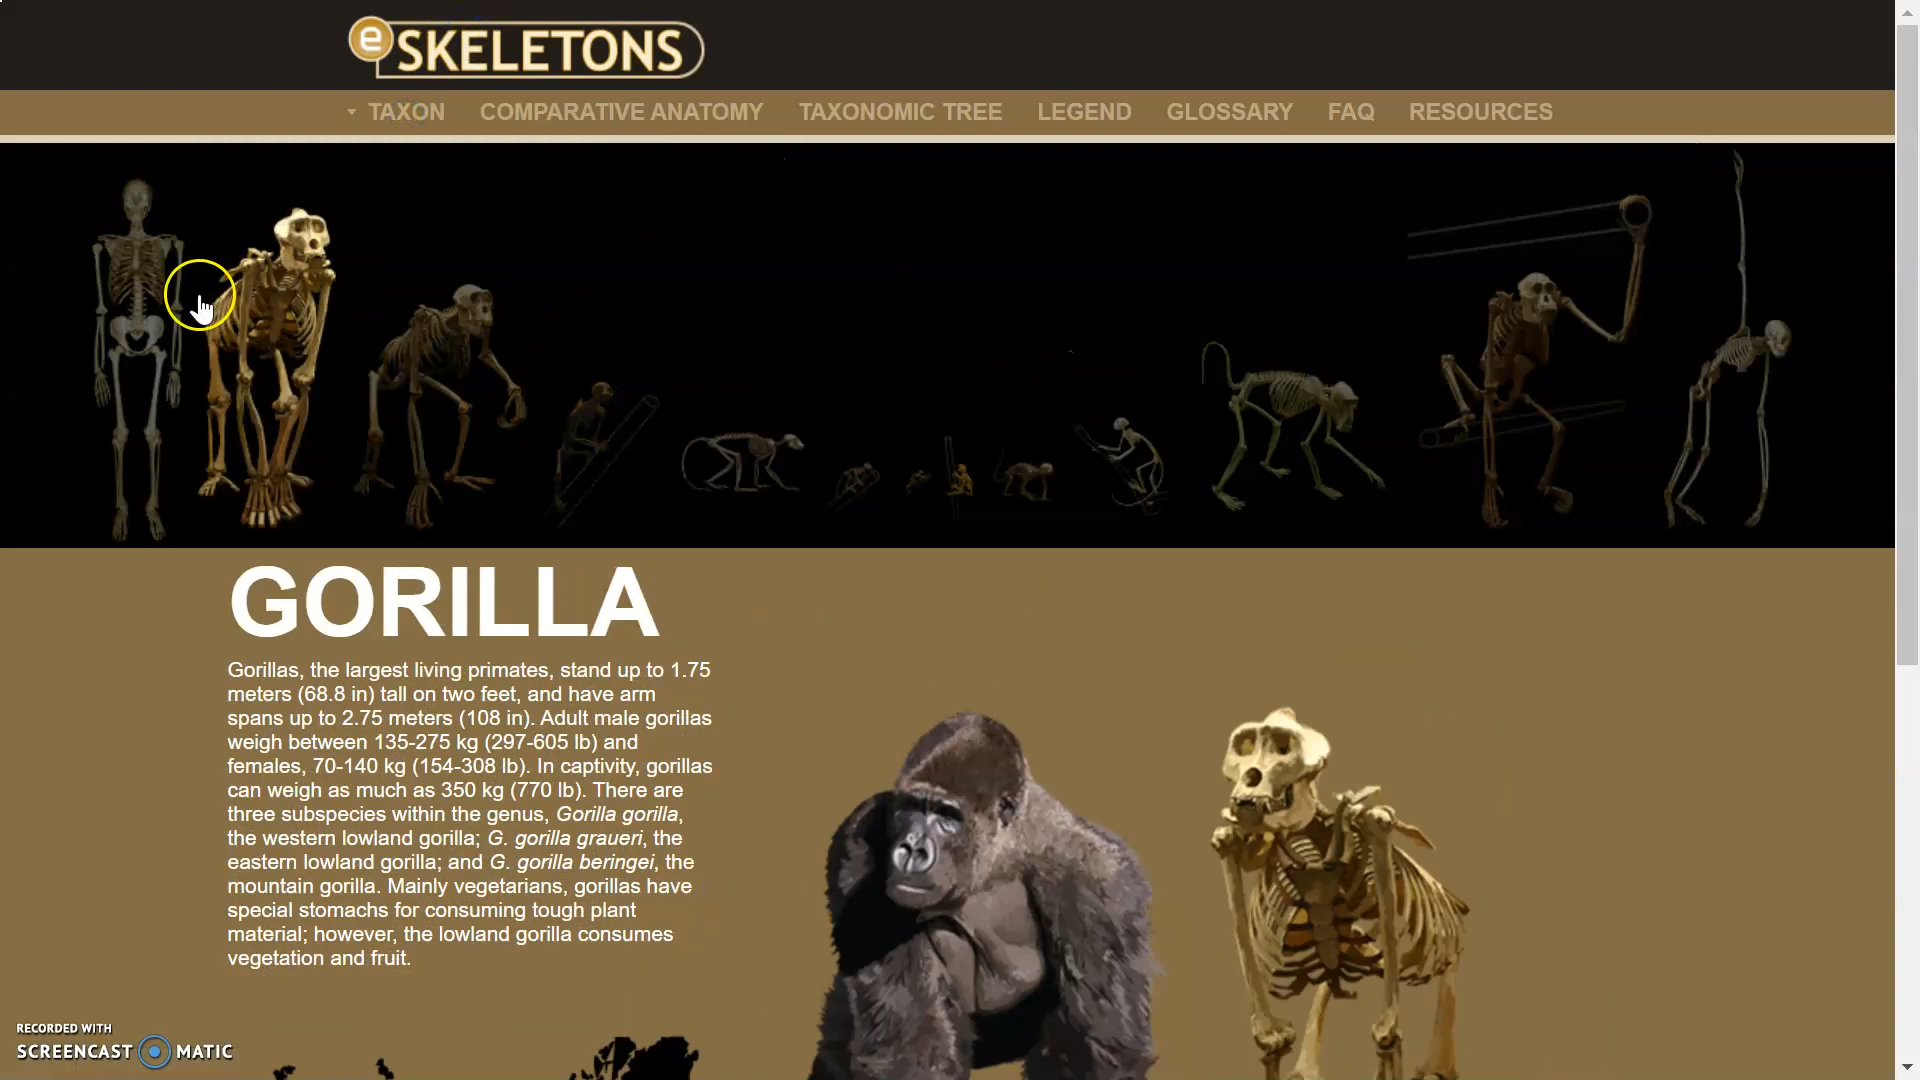 e SKELETONS
TAXON COMPARATIVE ANATOMY TAXONOMIC TREE LEGEND GLOSSARY FAQ RESOURCES
GORILLA
Gorillas, the largest living primates, stand up to 1.75
meters (68.8 in) tall on two feet, and have arm
spans up to 2.75 meters (108 in). Adult male gorillas
weigh between 135-275 kg (297-605 lb) and
females, 70-140 kg (154-308 lb). In captivity, gorillas
can weigh as much as 350 kg (770 lb). There are
three subspecies within the genus, Gorilla gorilla,
the western lowland gorilla; G. gorilla graueri, the
eastern lowland gorilla; and G. gorilla beringei, the
mountain gorilla. Mainly vegetarians, gorillas have
special stomachs for consuming tough plant
material; however, the lowland gorilla consumes
vegetation and fruit.
RECORDED WITH
SCREENCAST MATIC